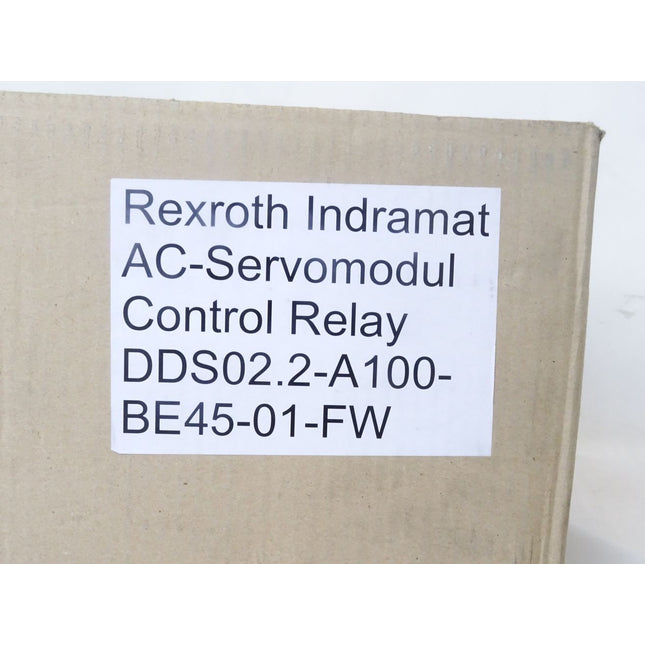 Rexroth Indramat
AC-Servomodul
Control Relay
DDS02.2-A100-
BE45-01-FW